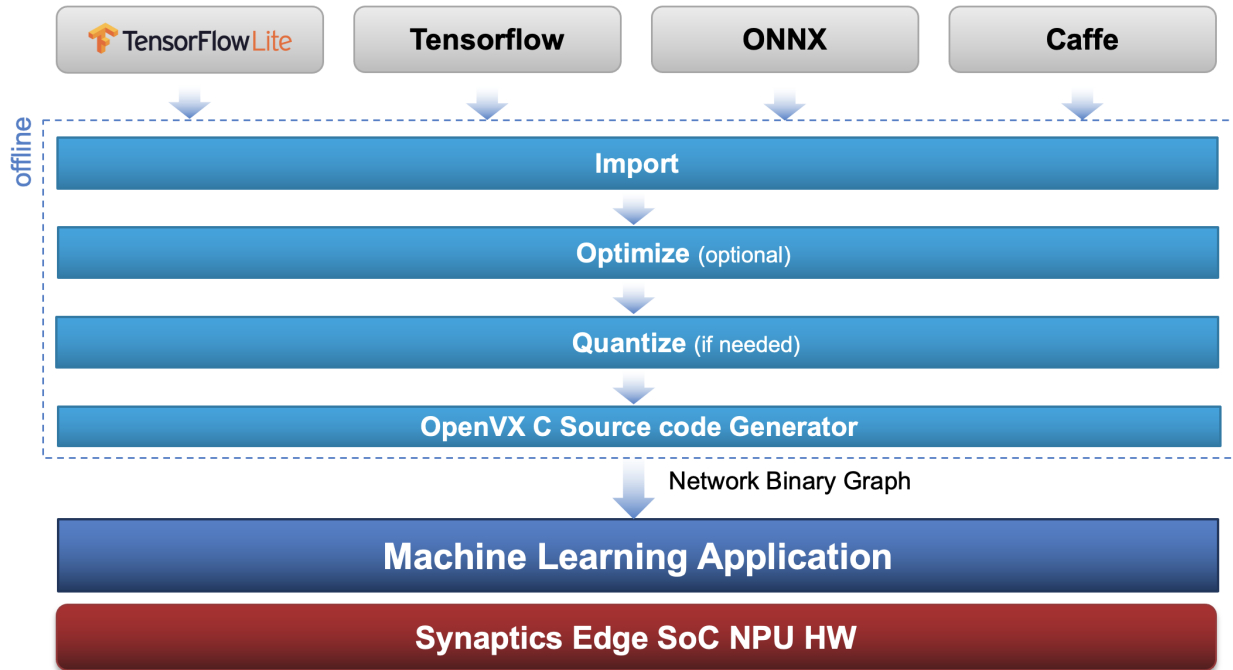 TensorFlowLite
Tensorflow
ONNX
Caffe
offline
Import
Optimize (optional)
Quantize (if needed)
OpenVX C Source code Generator
Network Binary Graph
Machine Learning Application
Synaptics Edge SoC NPU HW